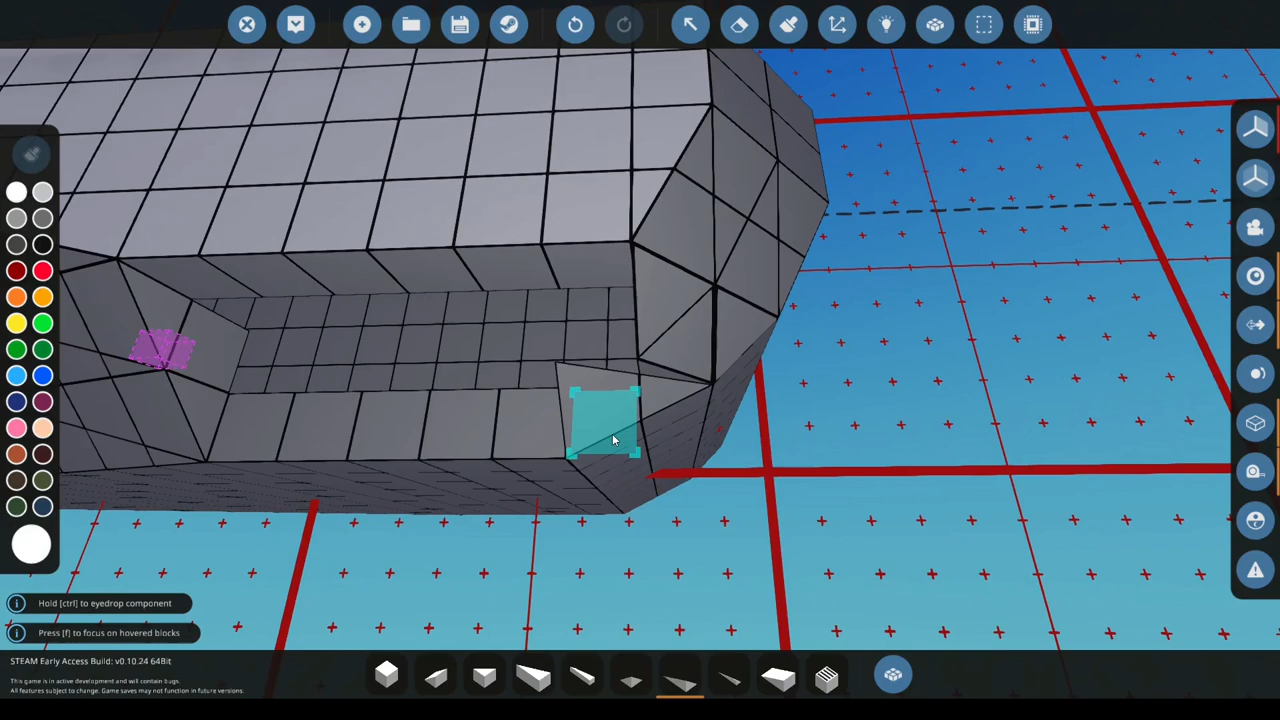 Hold [ctrl] to eyedrop component
Press [f] to focus on hovered blocks
STEAM Early Access Build: v0.10.24 64Bit
This game is in active development and will contain bugs.
All features subject to change. Game saves may not function in future versions.